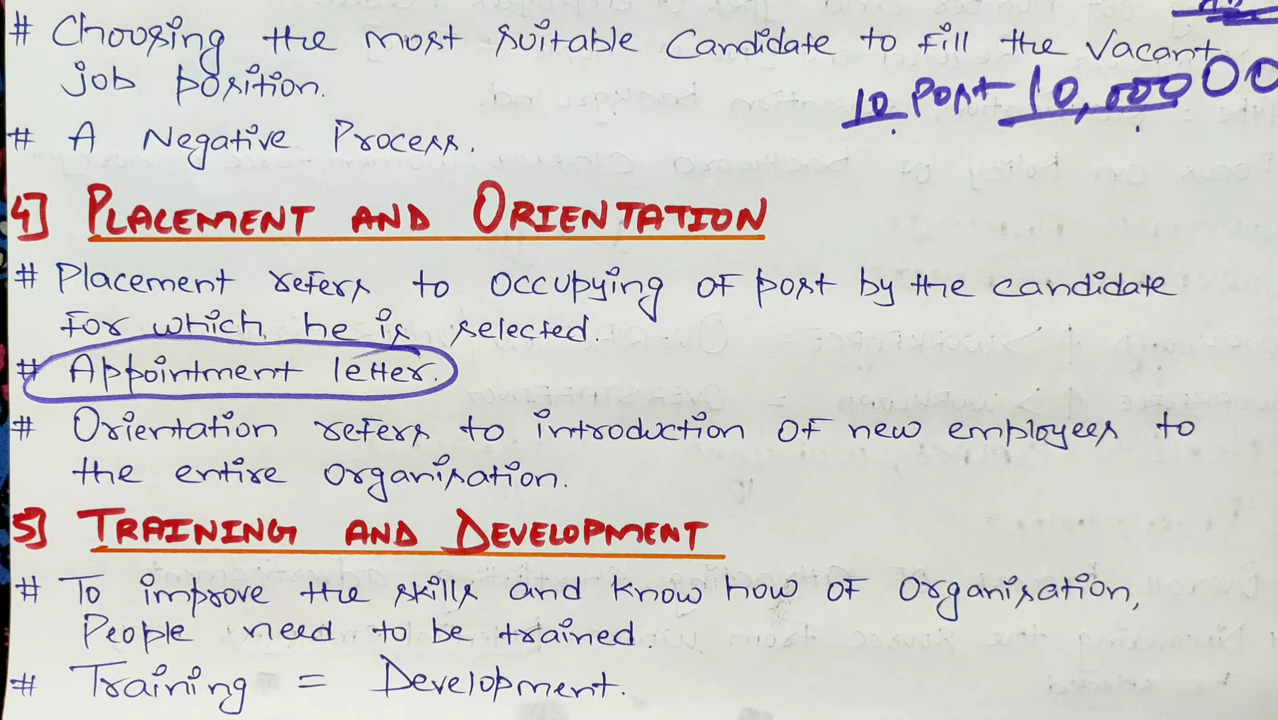 # Choosing the most suitable Candidate to fill the Vacant
job position.
10 Post 10,00000
# A Negative Process.
4] PLACEMENT AND ORIENTATION
# Placement refers to occupying of post by the candidate
for which he is selected.
# Appointment letter.
# Orientation refers to introduction of new employees to
the entire organisation.
5] TRAINING AND DEVELOPMENT
# To improve the skills and know how of organisation,
People need to be trained.
# Training = Development.